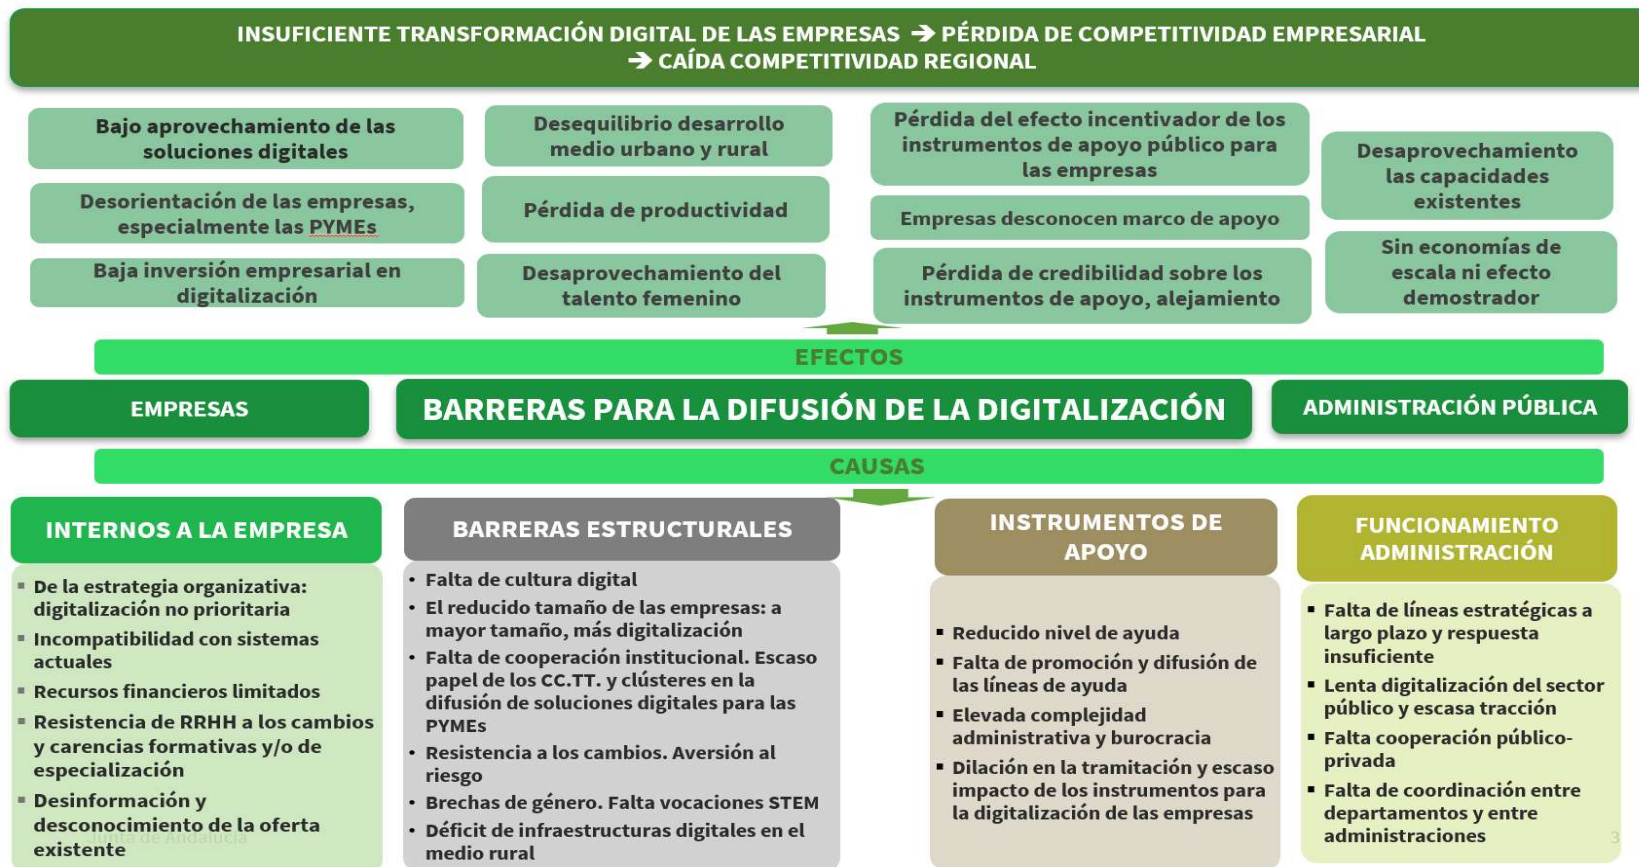 INSUFICIENTE TRANSFORMACIÓN DIGITAL DE LAS EMPRESAS ➔ PÉRDIDA DE COMPETITIVIDAD EMPRESARIAL
➔ CAÍDA COMPETITIVIDAD REGIONAL
Bajo aprovechamiento de las
soluciones digitales
Desorientación de las empresas,
especialmente las PYMEs
Baja inversión empresarial en
digitalización
Desequilibrio desarrollo
medio urbano y rural
Pérdida de productividad
Desaprovechamiento del
talento femenino
Pérdida del efecto incentivador de los
instrumentos de apoyo público para
las empresas
Empresas desconocen marco de apoyo
Pérdida de credibilidad sobre los
instrumentos de apoyo, alejamiento
Desaprovechamiento
las capacidades
existentes
Sin economías de
escala ni efecto
demostrador
EFECTOS
EMPRESAS
BARRERAS PARA LA DIFUSIÓN DE LA DIGITALIZACIÓN
ADMINISTRACIÓN PÚBLICA
CAUSAS
INTERNOS A LA EMPRESA
▪ De la estrategia organizativa:
digitalización no prioritaria
▪ Incompatibilidad con sistemas
actuales
▪ Recursos financieros limitados
▪ Resistencia de RRHH a los cambios
y carencias formativas y/o de
especialización
▪ Desinformación y
desconocimiento de la oferta
existente
BARRERAS ESTRUCTURALES
• Falta de cultura digital
• El reducido tamaño de las empresas: a
mayor tamaño, más digitalización
• Falta de cooperación institucional. Escaso
papel de los CC.TT. y clústeres en la
difusión de soluciones digitales para las
PYMEs
• Resistencia a los cambios. Aversión al
riesgo
• Brechas de género. Falta vocaciones STEM
• Déficit de infraestructuras digitales en el
medio rural
INSTRUMENTOS DE
APOYO
▪ Reducido nivel de ayuda
▪ Falta de promoción y difusión de
las líneas de ayuda
▪ Elevada complejidad
administrativa y burocracia
▪ Dilación en la tramitación y escaso
impacto de los instrumentos para
la digitalización de las empresas
FUNCIONAMIENTO
ADMINISTRACIÓN
▪ Falta de líneas estratégicas a
largo plazo y respuesta
insuficiente
▪ Lenta digitalización del sector
público y escasa tracción
▪ Falta cooperación público-
privada
▪ Falta de coordinación entre
departamentos y entre
administraciones
Junta de Andalucía
3